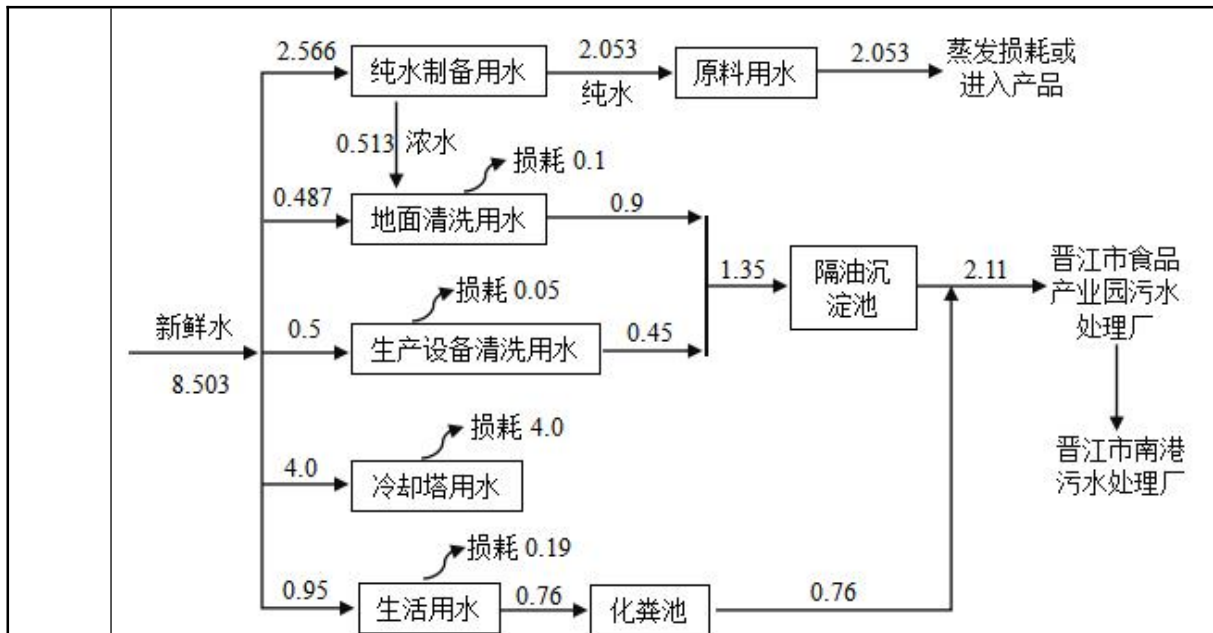 2.566
纯水制备用水
2.053
纯水
原料用水
2.053
蒸发损耗或
进入产品
0.513
浓水
损耗 0.1
0.487
地面清洗用水
0.9
1.35
隔油沉
淀池
2.11
晋江市食品
产业园污水
处理厂
损耗 0.05
新鲜水
8.503
0.5
生产设备清洗用水
0.45
损耗 4.0
4.0
冷却塔用水
晋江市南港
污水处理厂
损耗 0.19
0.95
生活用水
0.76
化粪池
0.76